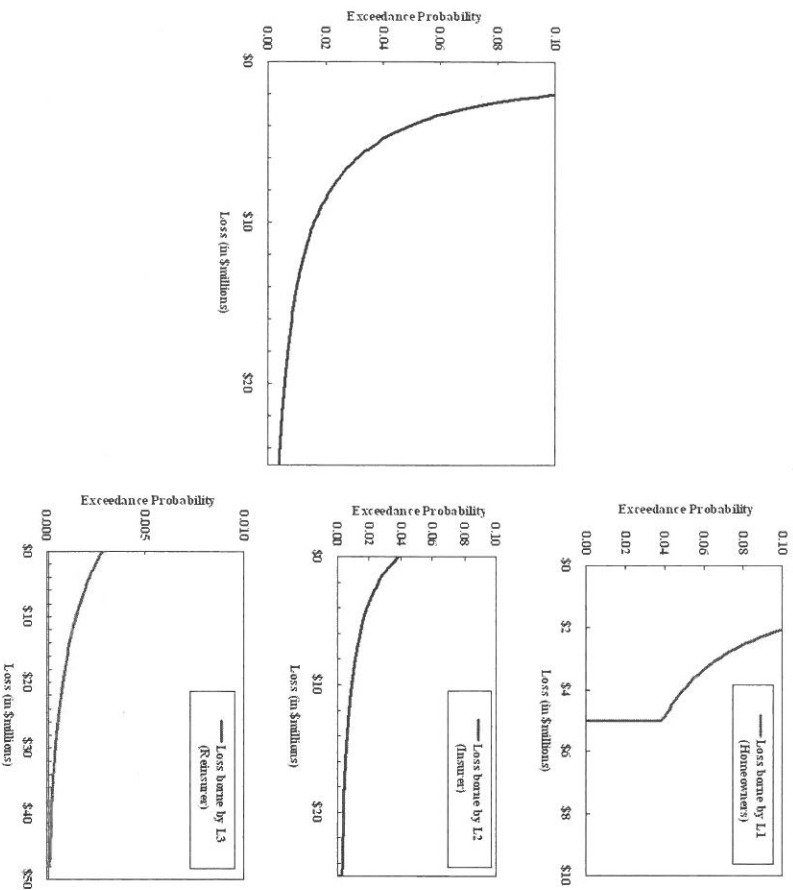 Exceedance Probability
0.10
0.08
0.06
0.04
0.02
0.00
$0
$10
$20
Loss (in $millions)
Exceedance Probability
0.10
0.08
0.06
0.04
0.02
0.00
Loss borne by L1
(Homeowners)
$0
$2
$4
$6
$8
$10
Loss (in $millions)
Exceedance Probability
0.10
0.08
0.06
0.04
0.02
0.00
Loss borne by L2
(Insurer)
$0
$10
$20
Loss (in $millions)
Exceedance Probability
0.010
0.005
0.000
Loss borne by L3
(Reinsurer)
$0
$10
$20
$30
$40
$50
Loss (in $millions)